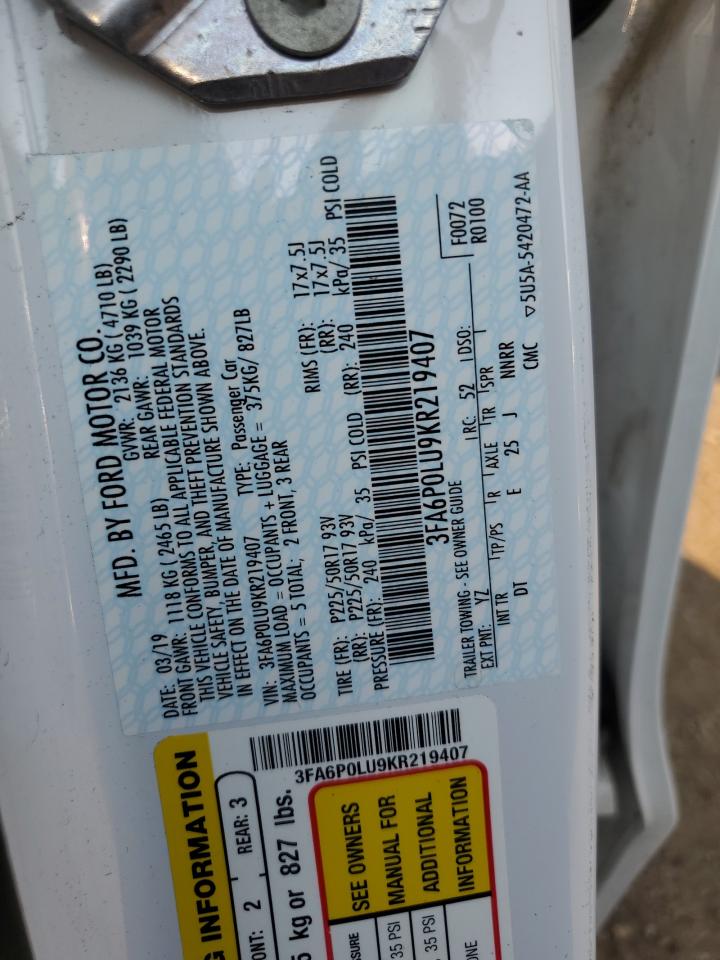 MFD. BY FORD MOTOR CO.
DATE: 03/19 GVWR: 2136 KG ( 4710 LB)
FRONT GAWR: 1118 KG ( 2465 LB) REAR GAWR: 1039 KG ( 2290 LB)
THIS VEHICLE CONFORMS TO ALL APPLICABLE FEDERAL MOTOR
VEHICLE SAFETY, BUMPER, AND THEFT PREVENTION STANDARDS
IN EFFECT ON THE DATE OF MANUFACTURE SHOWN ABOVE.
VIN: 3FA6P0LU9KR219407 TYPE: Passenger Car
MAXIMUM LOAD = OCCUPANTS + LUGGAGE = 375KG/ 827LB
OCCUPANTS = 5 TOTAL; 2 FRONT, 3 REAR
TIRE (FR): P225/50R17 93V RIMS (FR): 17x7.5J
(RR): P225/50R17 93V (RR): 17x7.5J
PRESSURE (FR): 240 kPa/ 35 PSI COLD (RR): 240 kPa/ 35 PSI COLD
3FA6P0LU9KR219407
F0072
R0100
TRAILER TOWING - SEE OWNER GUIDE RC: 52 DSO:
EXT PNT: YZ TP/PS R AXLE TR SPR
INT TR E 25 J NNRR
DT CMC ▽5U5A-5420472-AA
G INFORMATION
ONT: 2 REAR: 3
5 kg or 827 lbs.
3FA6P0LU9KR219407
SSURE
35 PSI
35 PSI
ONE
SEE OWNERS
MANUAL FOR
ADDITIONAL
INFORMATION